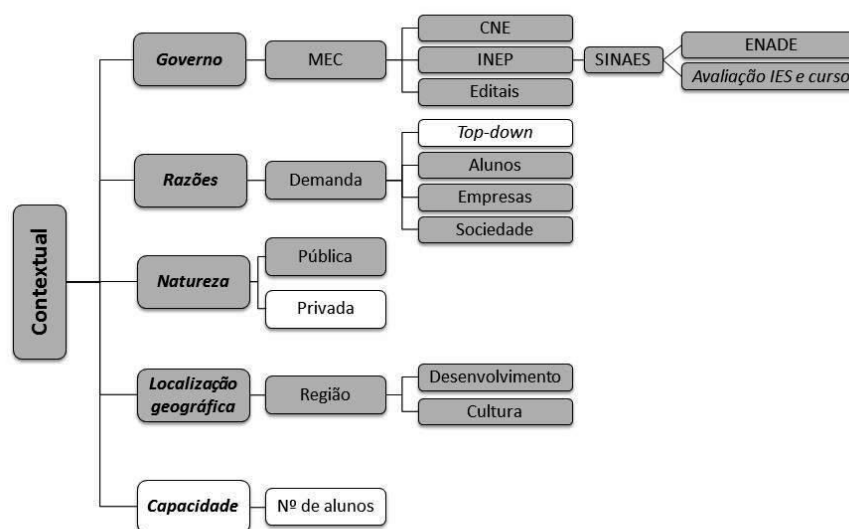 Contextual
Governo
MEC
CNE
INEP
Editais
SINAES
ENADE
Avaliação IES e curso
Razões
Demanda
Top-down
Alunos
Empresas
Sociedade
Natureza
Pública
Privada
Localização
geográfica
Região
Desenvolvimento
Cultura
Capacidade
Nº de alunos